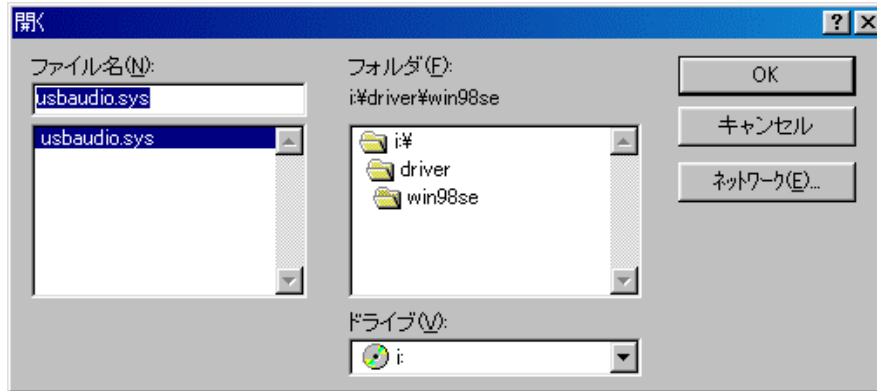 開く
ファイル名(N):
usbaudio.sys
usbaudio.sys
フォルダ(F):
i:¥driver¥win98se
i:¥
driver
win98se
ドライブ(V):
i:
OK
キャンセル
ネットワーク(E)...